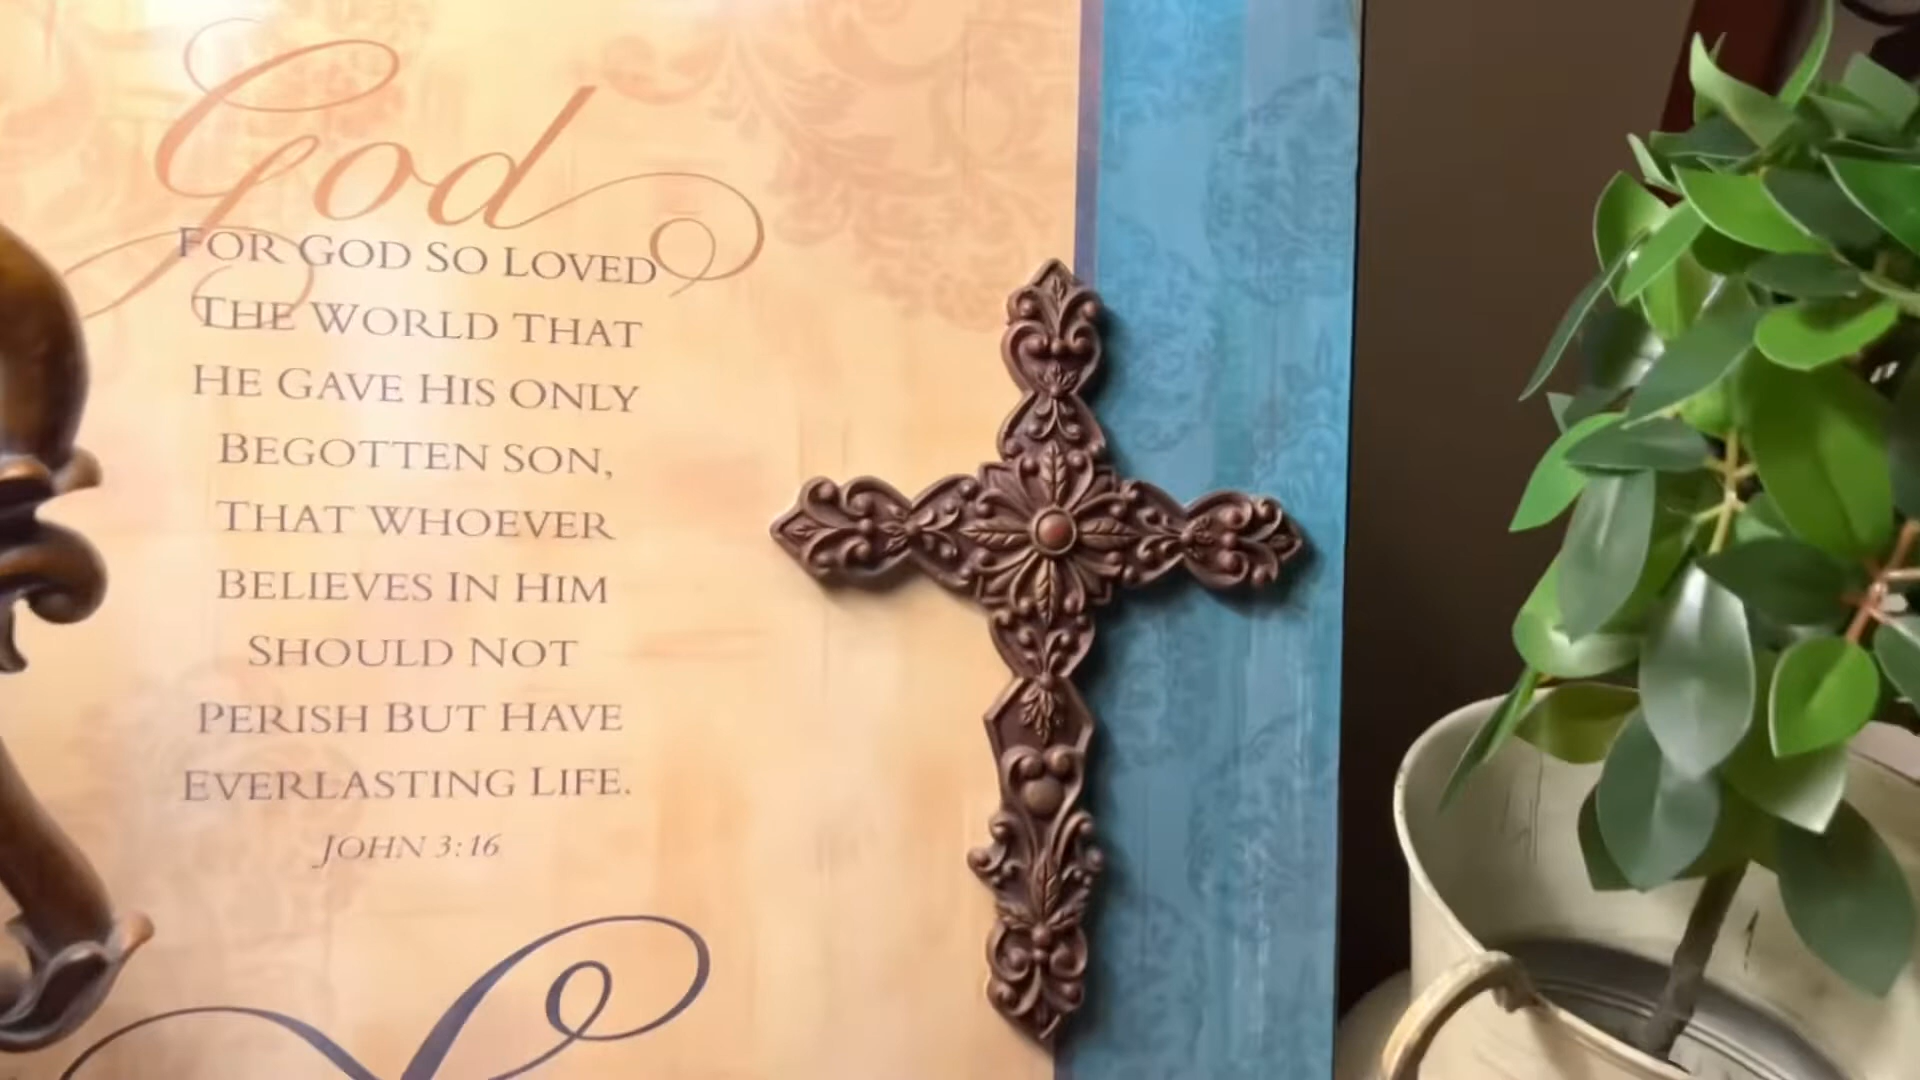 God
FOR GOD SO LOVED
THE WORLD THAT
HE GAVE HIS ONLY
BEGOTTEN SON,
THAT WHOEVER
BELIEVES IN HIM
SHOULD NOT
PERISH BUT HAVE
EVERLASTING LIFE.
JOHN 3:16